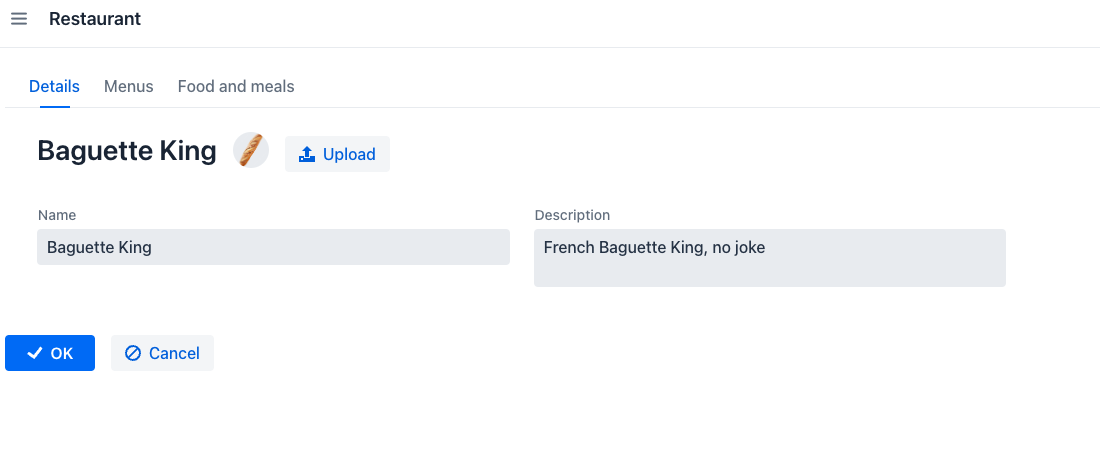 Restaurant
Details Menus Food and meals
Baguette King Upload
Name Description
Baguette King French Baguette King, no joke
OK Cancel